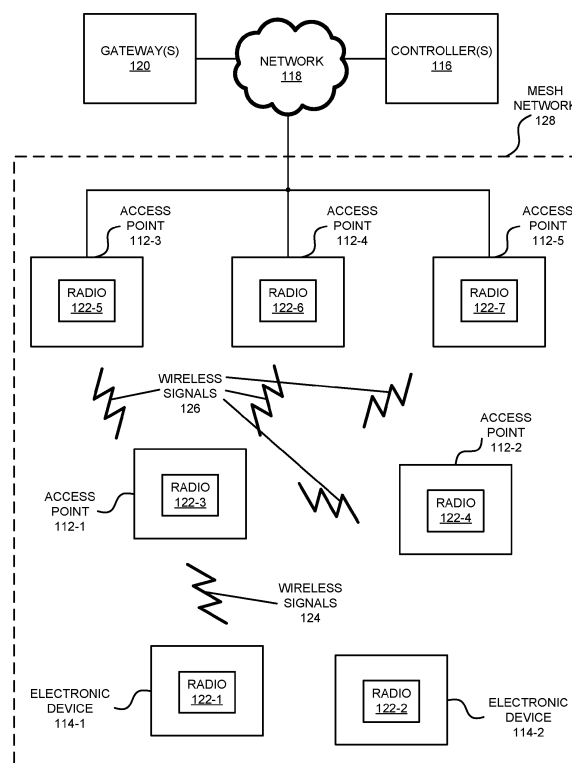 GATEWAY(S)
120
NETWORK
118
CONTROLLER(S)
116
MESH
NETWORK
128
ACCESS
POINT
112-3
ACCESS
POINT
112-4
ACCESS
POINT
112-5
RADIO
122-5
RADIO
122-6
RADIO
122-7
WIRELESS
SIGNALS
126
ACCESS
POINT
112-2
RADIO
122-3
RADIO
122-4
ACCESS
POINT
112-1
WIRELESS
SIGNALS
124
RADIO
122-1
RADIO
122-2
ELECTRONIC
DEVICE
114-1
ELECTRONIC
DEVICE
114-2